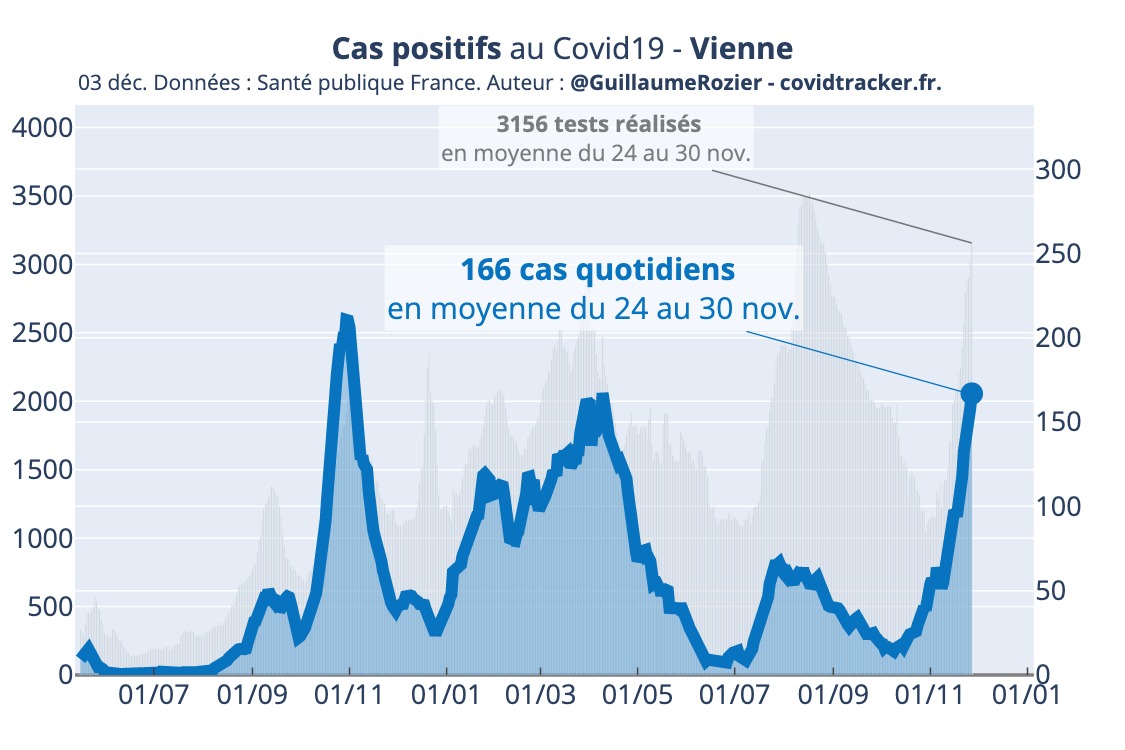 Cas positifs au Covid19 - Vienne
03 déc. Données : Santé publique France. Auteur : @GuillaumeRozier - covidtracker.fr.
3156 tests réalisés
en moyenne du 24 au 30 nov.
166 cas quotidiens
en moyenne du 24 au 30 nov.
4000
3500
3000
2500
2000
1500
1000
500
0
300
250
200
150
100
50
0
01/07 01/09 01/11 01/01 01/03 01/05 01/07 01/09 01/11 01/01